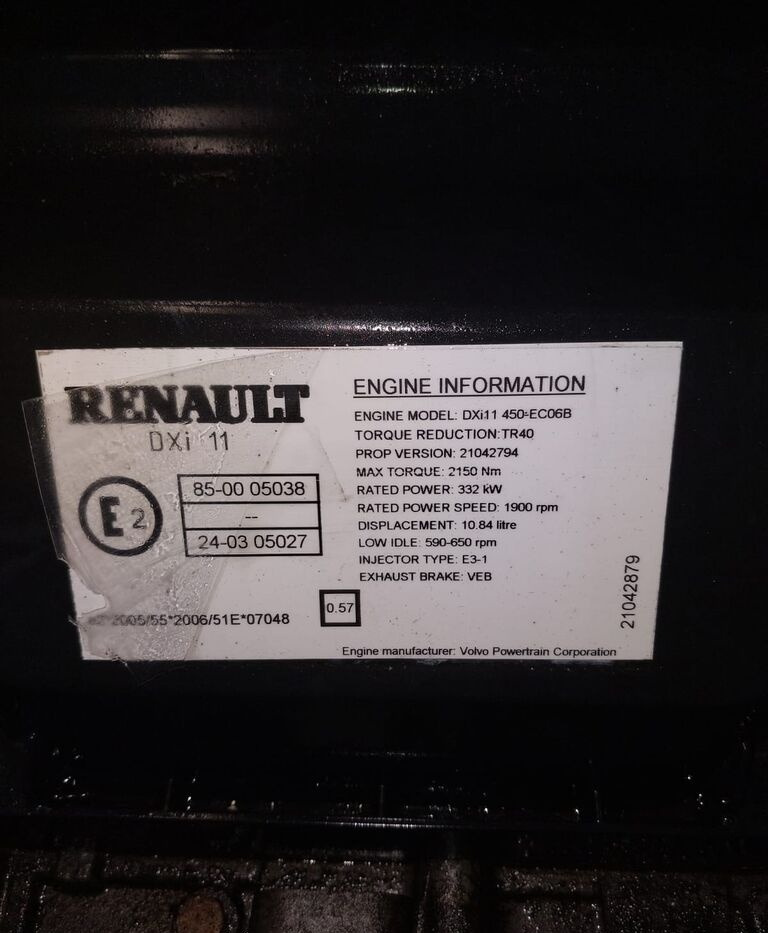 RENAULT
DXi 11
E2
85-00 05038
--
24-03 05027
2005/55*2006/51E*07048
0.57
ENGINE INFORMATION
ENGINE MODEL: DXi11 450-EC06B
TORQUE REDUCTION:TR40
PROP VERSION: 21042794
MAX TORQUE: 2150 Nm
RATED POWER: 332 kW
RATED POWER SPEED: 1900 rpm
DISPLACEMENT: 10.84 litre
LOW IDLE: 590-650 rpm
INJECTOR TYPE: E3-1
EXHAUST BRAKE: VEB
Engine manufacturer: Volvo Powertrain Corporation
21042879